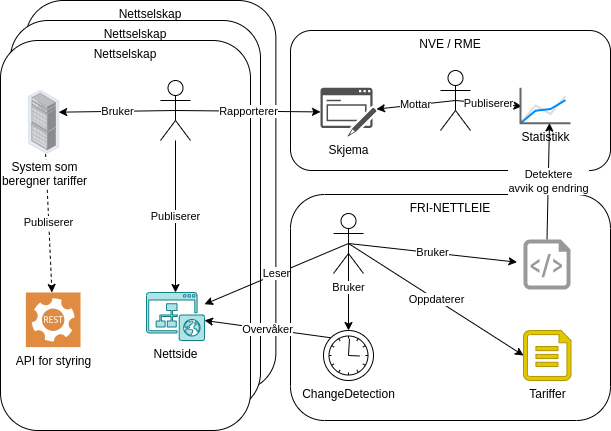 Nettselskap
Nettselskap
Nettselskap
System som
beregner tariffer
Bruker
Rapporterer
Publiserer
Publiserer
REST
API for styring
Nettside
NVE / RME
Skjema
Mottar
Publiserer
Statistikk
Detektere
avvik og endring
FRI-NETTLEIE
Leser
Bruker
Bruker
Oppdaterer
Overvåker
ChangeDetection
Tariffer